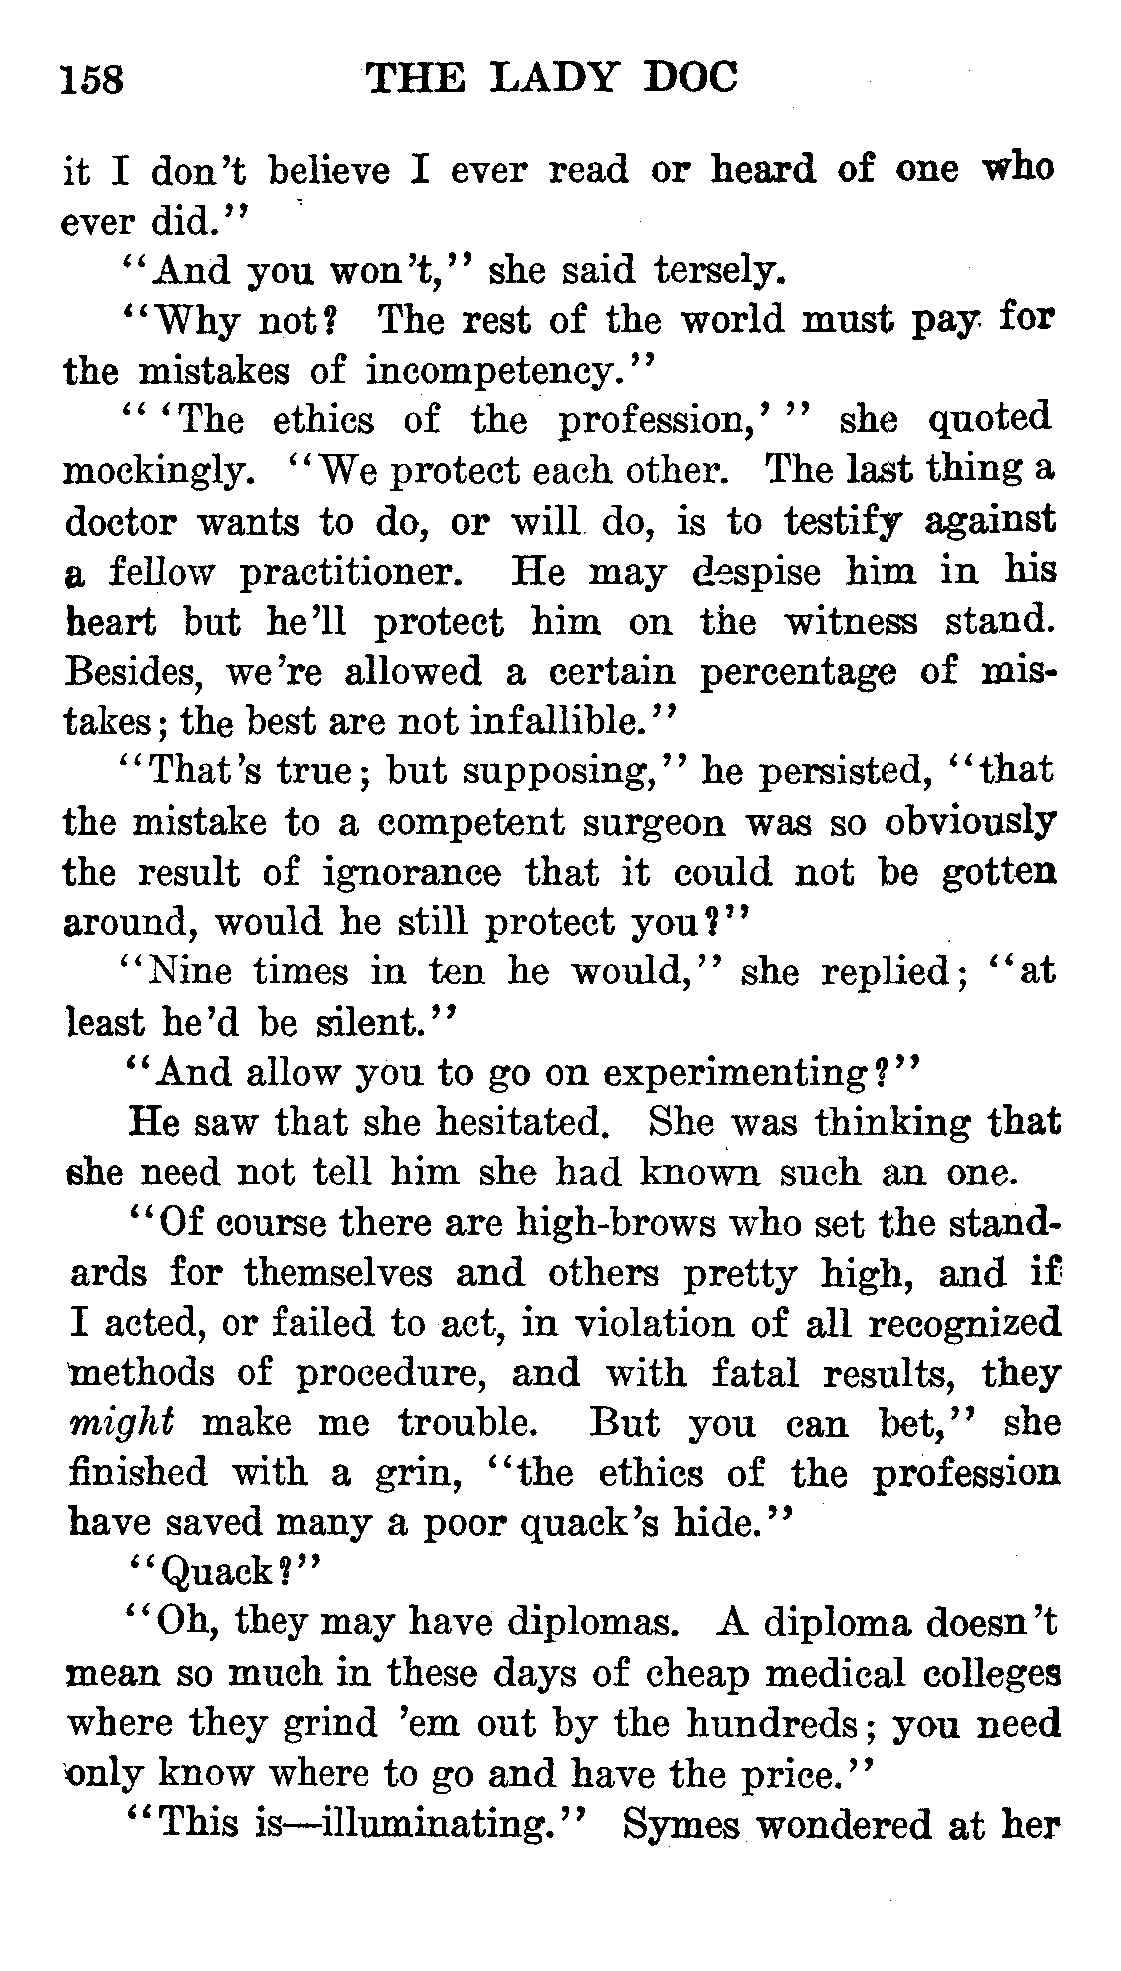 158 THE LADY DOC
it I don't believe I ever read or heard of one who
ever did."
"And you won't," she said tersely.
"Why not? The rest of the world must pay for
the mistakes of incompetency."
" 'The ethics of the profession,' " she quoted
mockingly. "We protect each other. The last thing a
doctor wants to do, or will do, is to testify against
a fellow practitioner. He may despise him in his
heart but he'll protect him on the witness stand.
Besides, we're allowed a certain percentage of mis-
takes; the best are not infallible."
"That's true; but supposing," he persisted, "that
the mistake to a competent surgeon was so obviously
the result of ignorance that it could not be gotten
around, would he still protect you?"
"Nine times in ten he would," she replied; "at
least he'd be silent."
"And allow you to go on experimenting?"
He saw that she hesitated. She was thinking that
she need not tell him she had known such an one.
"Of course there are high-brows who set the stand-
ards for themselves and others pretty high, and if
I acted, or failed to act, in violation of all recognized
methods of procedure, and with fatal results, they
might make me trouble. But you can bet," she
finished with a grin, "the ethics of the profession
have saved many a poor quack's hide."
"Quack?"
"Oh, they may have diplomas. A diploma doesn't
mean so much in these days of cheap medical colleges
where they grind 'em out by the hundreds; you need
only know where to go and have the price."
"This is—illuminating." Symes wondered at her